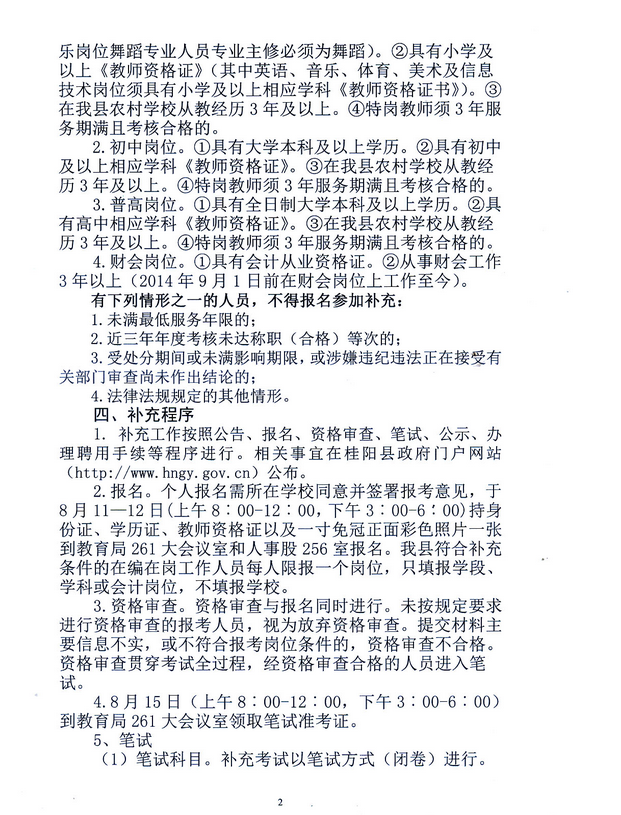 乐岗位舞蹈专业人员专业主修必须为舞蹈)。②具有小学及
以上《教师资格证》(其中英语、音乐、体育、美术及信息
技术岗位须具有小学及以上相应学科《教师资格证书》)。③
在我县农村学校从教经历3年及以上。④特岗教师须3年服
务期满且考核合格的。
2.初中岗位。①具有大学本科及以上学历。②具有初中
及以上相应学科《教师资格证》。③在我县农村学校从教经
历3年及以上。④特岗教师须3年服务期满且考核合格的。
3.普高岗位。①具有全日制大学本科及以上学历。②具
有高中相应学科《教师资格证》。③在我县农村学校从教经
历3年及以上。④特岗教师须3年服务期满且考核合格的。
4.财会岗位。①具有会计从业资格证。②从事财会工作
3年以上(2014年9月1日前在财会岗位上工作至今)。
有下列情形之一的人员,不得报名参加补充:
1.未满最低服务年限的;
2.近三年年度考核未达称职(合格)等次的;
3.受处分期间或未满影响期限,或涉嫌违纪违法正在接受有
关部门审查尚未作出结论的;
4.法律法规规定的其他情形。
四、补充程序
1. 补充工作按照公告、报名、资格审查、笔试、公示、办
理聘用手续等程序进行。相关事宜在桂阳县政府门户网站
(http://www.hngy.gov.cn)公布。
2.报名。个人报名需所在学校同意并签署报考意见,于
8月11—12日(上午8:00-12:00,下午3:00-6:00)持身
份证、学历证、教师资格证以及一寸免冠正面彩色照片一张
到教育局261大会议室和人事股256室报名。我县符合补充
条件的在编在岗工作人员每人限报一个岗位,只填报学段、
学科或会计岗位,不填报学校。
3.资格审查。资格审查与报名同时进行。未按规定要求
进行资格审查的报考人员,视为放弃资格审查。提交材料主
要信息不实,或不符合报考岗位条件的,资格审查不合格。
资格审查贯穿考试全过程,经资格审查合格的人员进入笔
试。
4.8月15日(上午8:00-12:00,下午3:00-6:00)
到教育局261大会议室领取笔试准考证。
5、笔试
(1)笔试科目。补充考试以笔试方式(闭卷)进行。
2